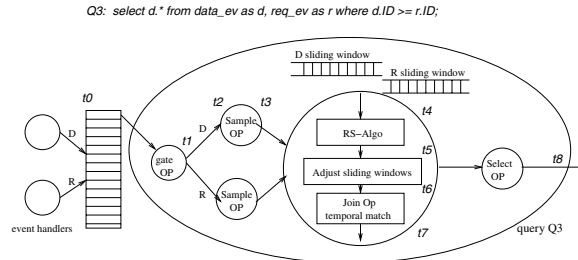 Q3: select d.* from data_ev as d, req_ev as r where d.ID >= r.ID;
D sliding window
R sliding window
t0
t2
t3
t4
Sample
OP
D
t1
D
RS-Algo
t5
gate
OP
Adjust sliding windows
Select
OP
t8
R
R
Sample
OP
t6
Join Op
temporal match
t7
event handlers
query Q3